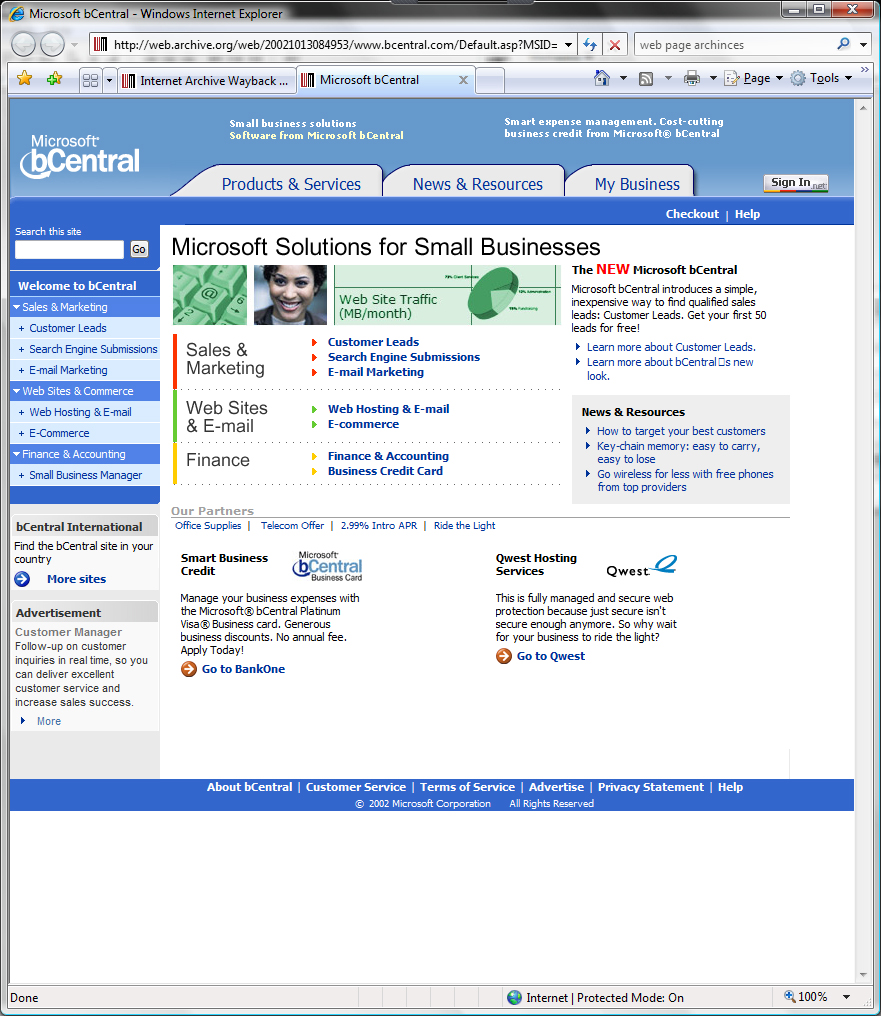 Microsoft bCentral - Windows Internet Explorer
http://web.archive.org/web/20021013084953/www.bcentral.com/Default.asp?MSID=
web page archinces
Internet Archive Wayback ...
Microsoft bCentral
Page
Tools
Microsoft®
bCentral
Small business solutions
Software from Microsoft bCentral
Smart expense management. Cost-cutting
business credit from Microsoft® bCentral
Products & Services
News & Resources
My Business
Sign In .net
Checkout | Help
Search this site
Go
Welcome to bCentral
Sales & Marketing
+ Customer Leads
+ Search Engine Submissions
+ E-mail Marketing
Web Sites & Commerce
+ Web Hosting & E-mail
+ E-Commerce
Finance & Accounting
+ Small Business Manager
bCentral International
Find the bCentral site in your
country
More sites
Advertisement
Customer Manager
Follow-up on customer
inquiries in real time, so you
can deliver excellent
customer service and
increase sales success.
More
Microsoft Solutions for Small Businesses
Web Site Traffic
(MB/month)
Sales &
Marketing
Customer Leads
Search Engine Submissions
E-mail Marketing
Web Sites
& E-mail
Web Hosting & E-mail
E-commerce
Finance
Finance & Accounting
Business Credit Card
The NEW Microsoft bCentral
Microsoft bCentral introduces a simple,
inexpensive way to find qualified sales
leads: Customer Leads. Get your first 50
leads for free!
Learn more about Customer Leads.
Learn more about bCentral▯s new
look.
News & Resources
How to target your best customers
Key-chain memory: easy to carry,
easy to lose
Go wireless for less with free phones
from top providers
Our Partners
Office Supplies | Telecom Offer | 2.99% Intro APR | Ride the Light
Smart Business
Credit
Microsoft®
bCentral
Business Card
Manage your business expenses with
the Microsoft® bCentral Platinum
Visa® Business card. Generous
business discounts. No annual fee.
Apply Today!
Go to BankOne
Qwest Hosting
Services
Qwest.
This is fully managed and secure web
protection because just secure isn't
secure enough anymore. So why wait
for your business to ride the light?
Go to Qwest
About bCentral | Customer Service | Terms of Service | Advertise | Privacy Statement | Help
© 2002 Microsoft Corporation All Rights Reserved
Done
Internet | Protected Mode: On
100%